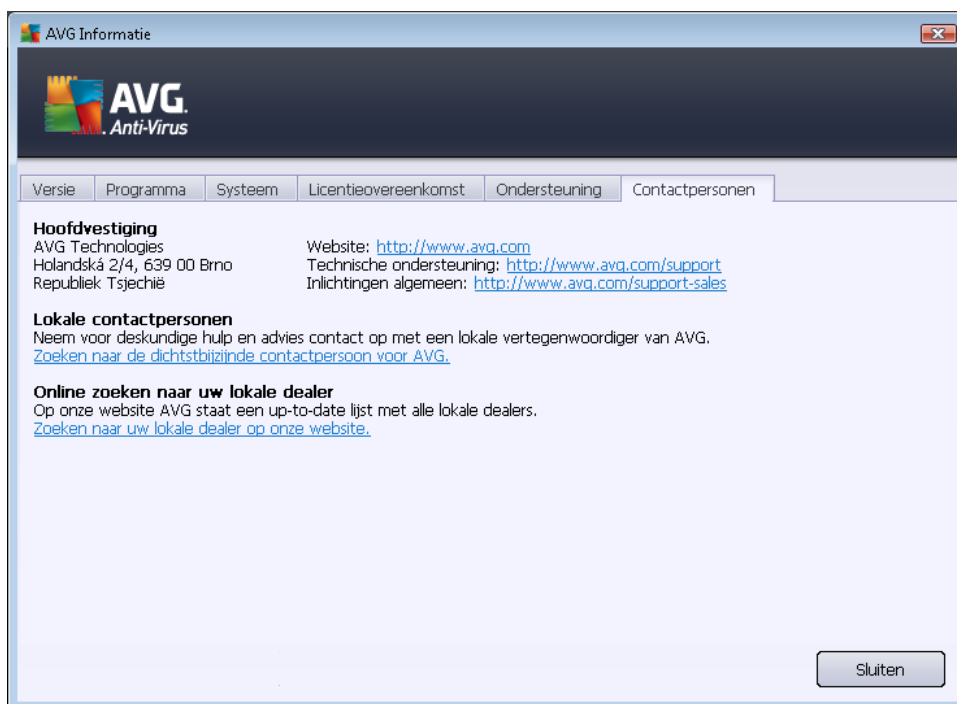 AVG Informatie
AVG.
Anti-Virus
Versie Programma Systeem Licentieovereenkomst Ondersteuning Contactpersonen
Hoofdvestiging
AVG Technologies Website: http://www.avg.com
Holandská 2/4, 639 00 Brno Technische ondersteuning: http://www.avg.com/support
Republiek Tsjechië Inlichtingen algemeen: http://www.avg.com/support-sales
Lokale contactpersonen
Neem voor deskundige hulp en advies contact op met een lokale vertegenwoordiger van AVG.
Zoeken naar de dichtstbijzijnde contactpersoon voor AVG.
Online zoeken naar uw lokale dealer
Op onze website AVG staat een up-to-date lijst met alle lokale dealers.
Zoeken naar uw lokale dealer op onze website.
Sluiten